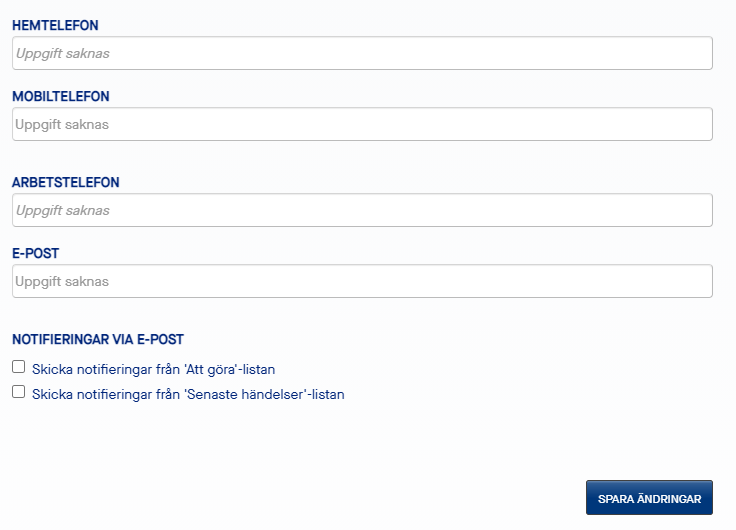 HEMTELEFON
Uppgift saknas
MOBILTELEFON
Uppgift saknas
ARBETSTELEFON
Uppgift saknas
E-POST
Uppgift saknas
NOTIFIERINGAR VIA E-POST
Skicka notifieringar från 'Att göra'-listan
Skicka notifieringar från 'Senaste händelser'-listan
SPARA ÄNDRINGAR